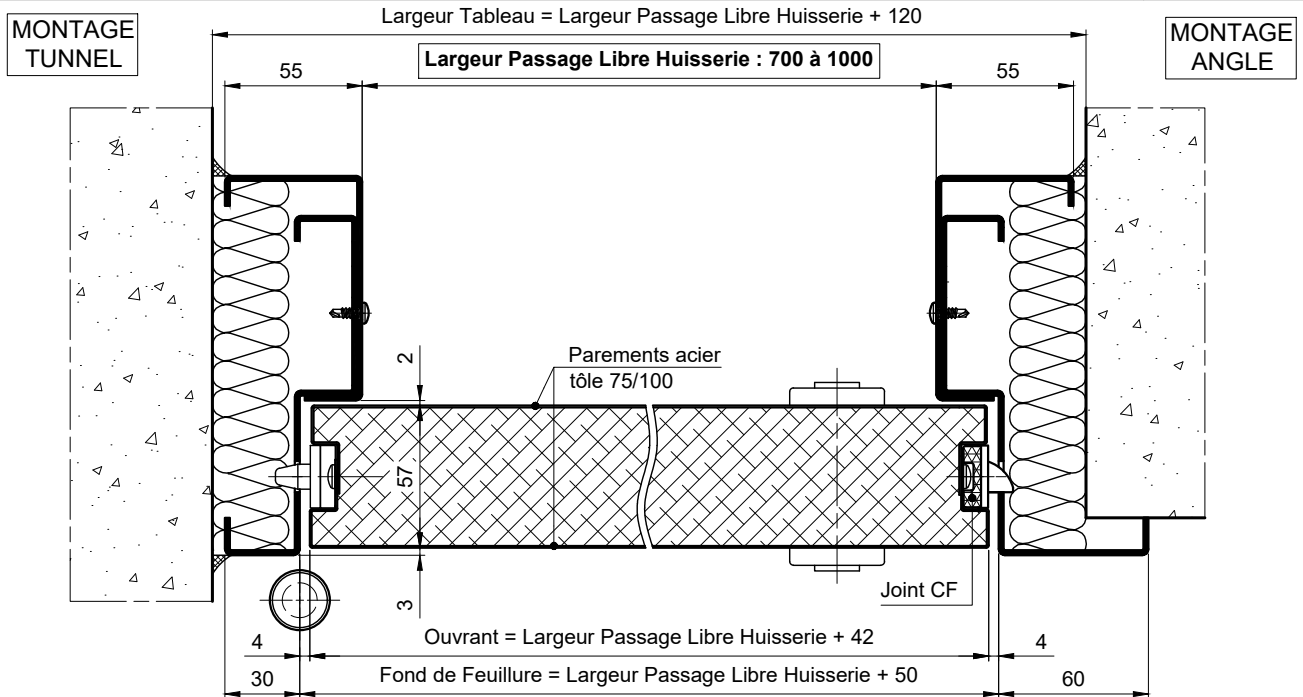 Largeur Tableau = Largeur Passage Libre Huisserie + 120
MONTAGE
TUNNEL
MONTAGE
ANGLE
Largeur Passage Libre Huisserie : 700 à 1000
55
55
2
Parements acier
tôle 75/100
57
Joint CF
3
4
Ouvrant = Largeur Passage Libre Huisserie + 42
4
30
Fond de Feuillure = Largeur Passage Libre Huisserie + 50
60